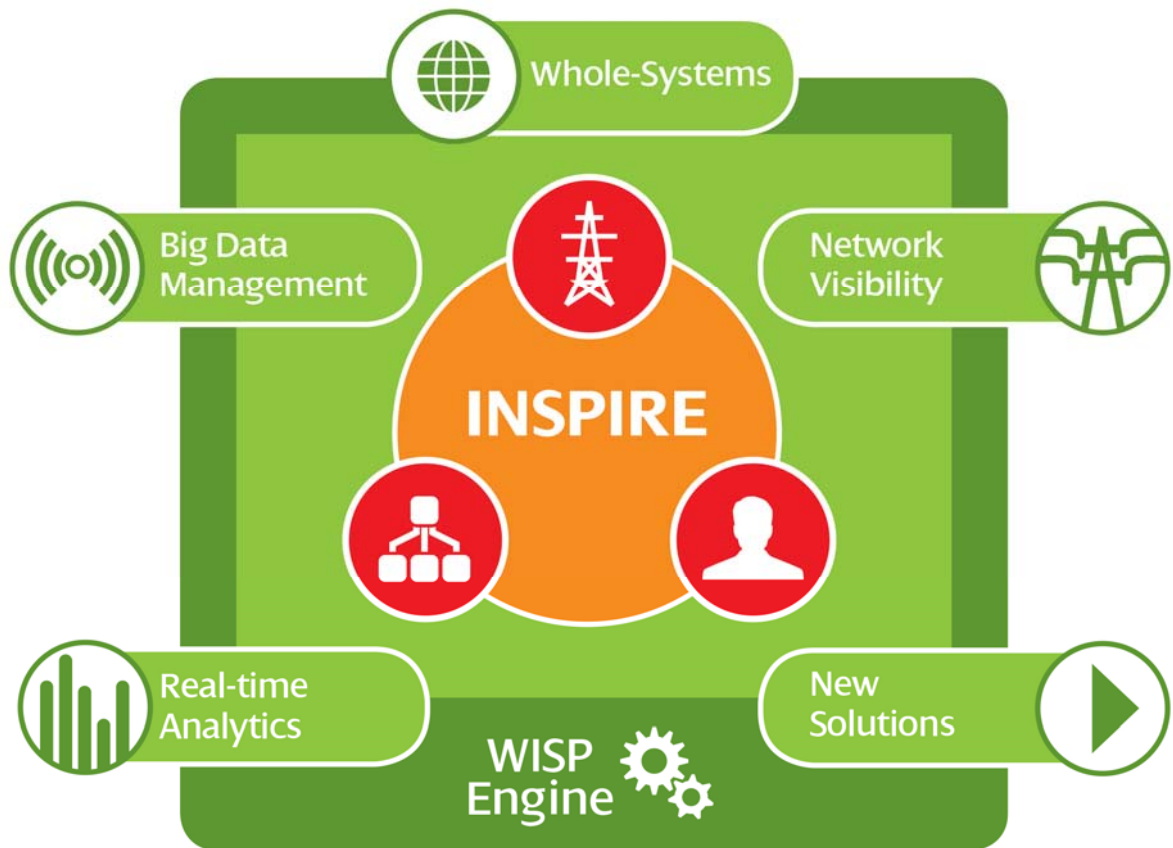 Whole-Systems
Big Data
Management
Network
Visibility
INSPIRE
Real-time
Analytics
New
Solutions
WISP
Engine